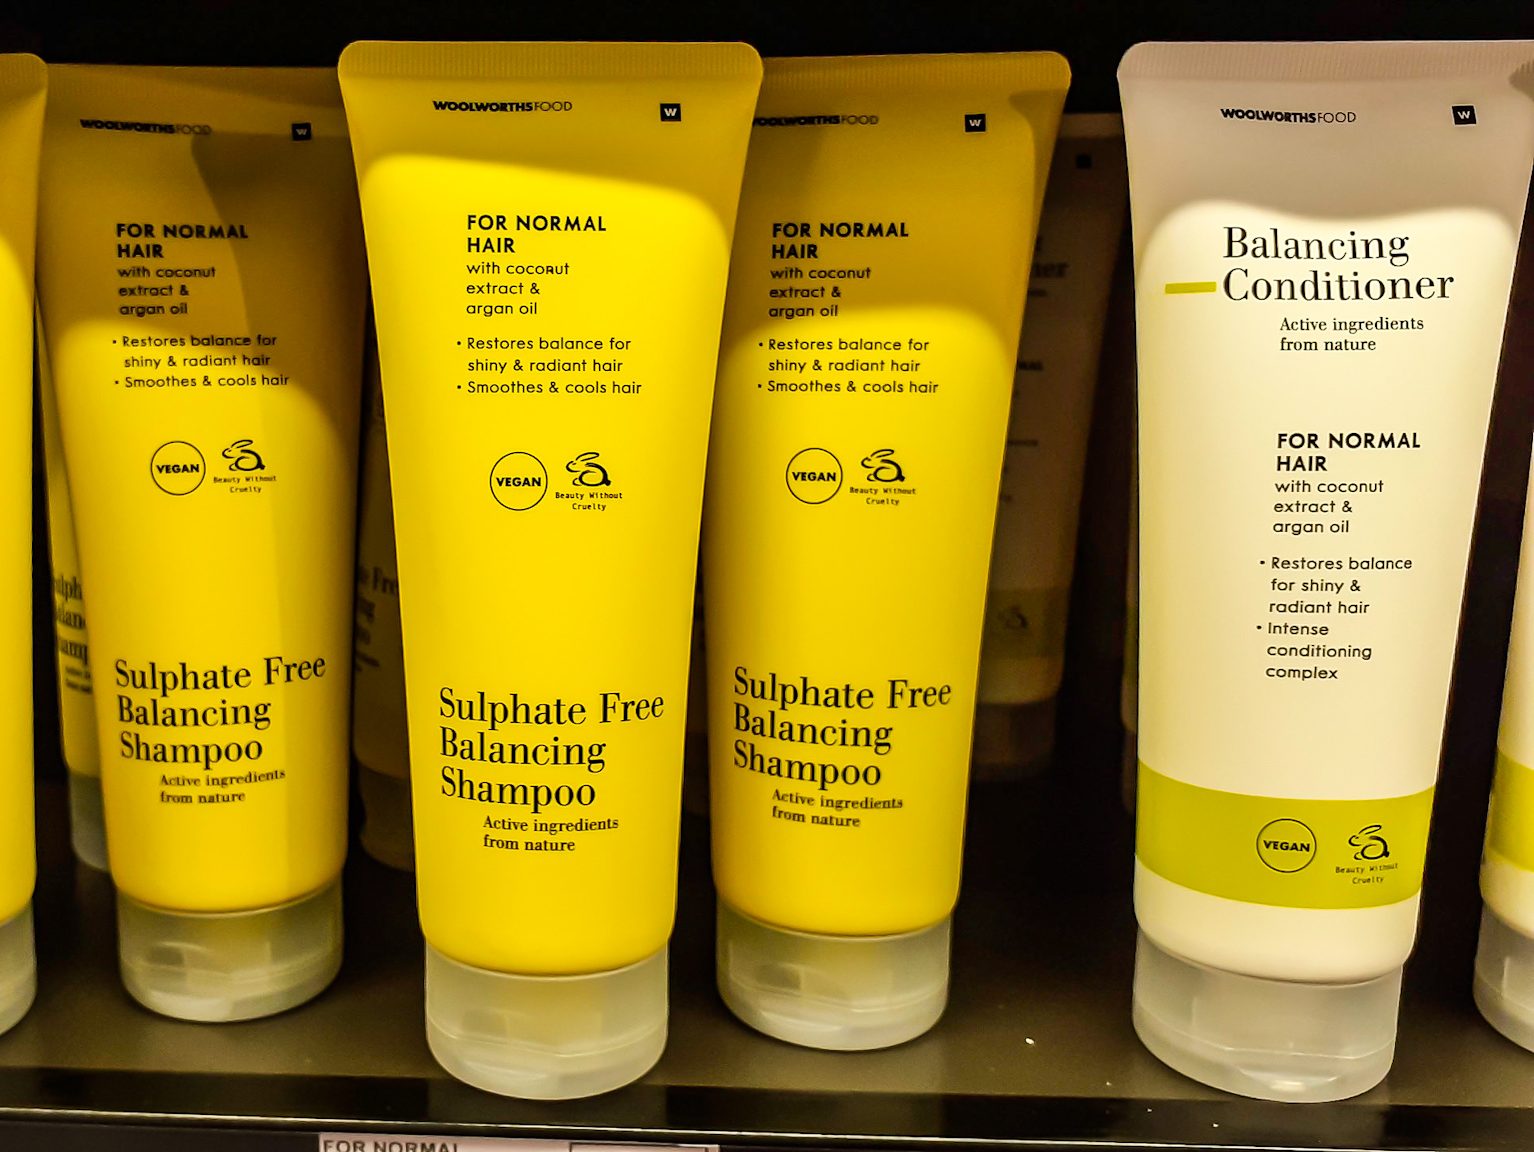 WOOLWORTHSFOOD W
FOR NORMAL
HAIR
with coconut
extract &
argan oil
• Restores balance for
shiny & radiant hair
• Smoothes & cools hair
VEGAN
Beauty Without
Cruelty
Sulphate Free
Balancing
Shampoo
Active ingredients
from nature
WOOLWORTHSFOOD W
FOR NORMAL
HAIR
with coconut
extract &
argan oil
• Restores balance for
shiny & radiant hair
• Smoothes & cools hair
VEGAN
Beauty Without
Cruelty
Sulphate Free
Balancing
Shampoo
Active ingredients
from nature
WOOLWORTHSFOOD W
FOR NORMAL
HAIR
with coconut
extract &
argan oil
• Restores balance for
shiny & radiant hair
• Smoothes & cools hair
VEGAN
Beauty Without
Cruelty
Sulphate Free
Balancing
Shampoo
Active ingredients
from nature
WOOLWORTHSFOOD W
Balancing
Conditioner
Active ingredients
from nature
FOR NORMAL
HAIR
with coconut
extract &
argan oil
• Restores balance
for shiny &
radiant hair
• Intense
conditioning
complex
VEGAN
Beauty Without
Cruelty
FOR NORMAL